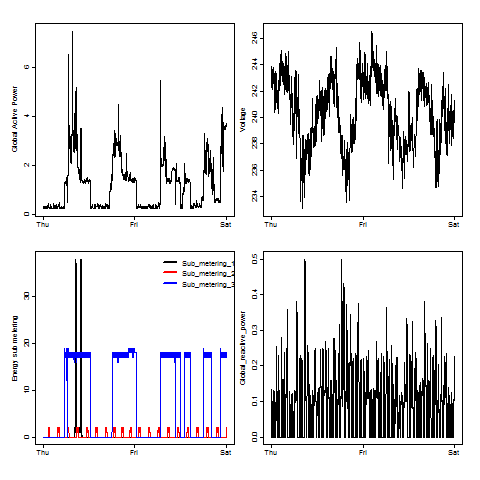 Global Active Power
0 2 4 6
Thu Fri Sat
Voltage
234 236 238 240 242 244 246
Thu Fri Sat
Energy sub metering
0 10 20 30
Sub_metering_1
Sub_metering_2
Sub_metering_3
Thu Fri Sat
Global_reactive_power
0.0 0.1 0.2 0.3 0.4 0.5
Thu Fri Sat